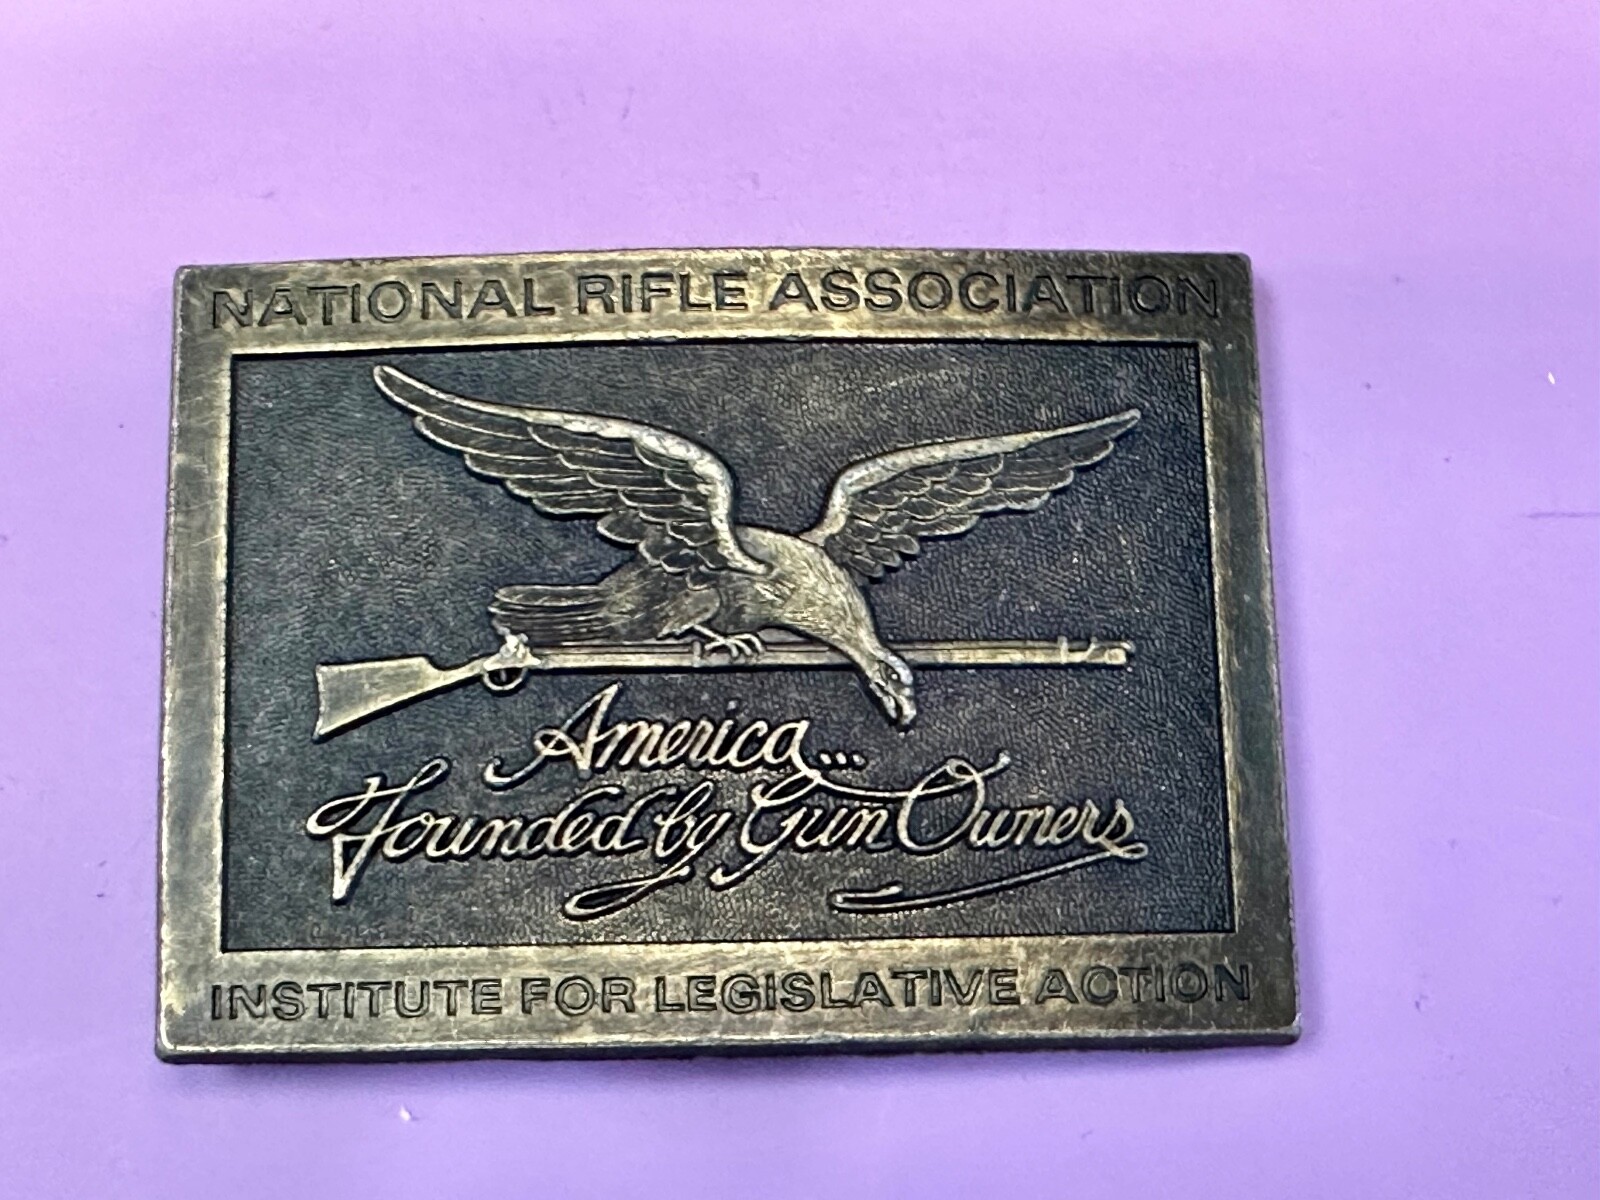 NATIONAL RIFLE ASSOCIATION
America...
Founded by Gun Owners
INSTITUTE FOR LEGISLATIVE ACTION